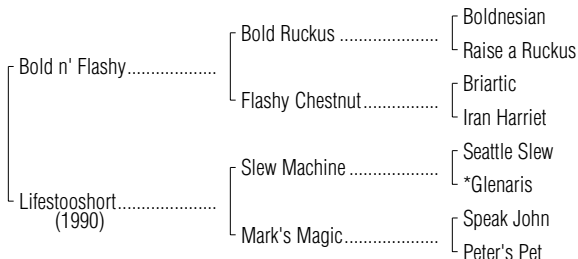 Boldnesian
Bold Ruckus ..................
Raise a Ruckus
Bold n' Flashy...................
Briartic
Flashy Chestnut..............
Iran Harriet
Seattle Slew
Slew Machine .................
*Glenaris
Lifestooshort.....................
(1990)
Speak John
Mark's Magic..................
Peter's Pet